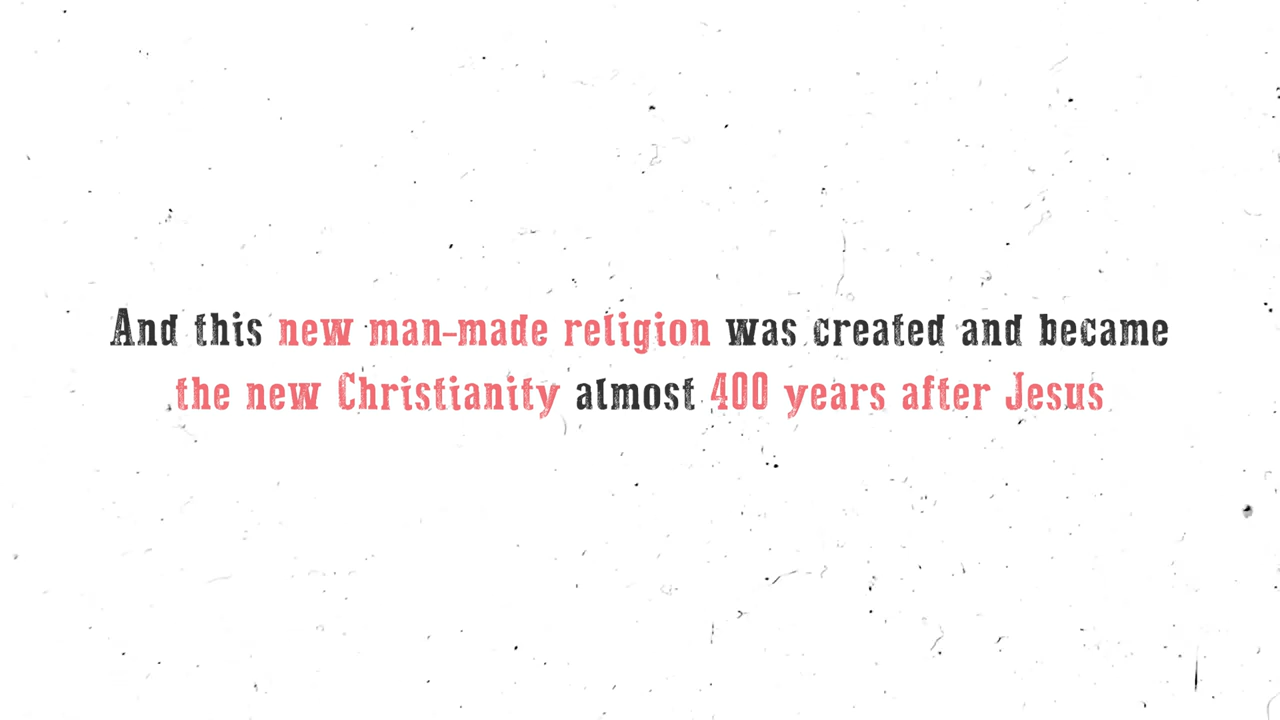 And this new man-made religion was created and became
the new Christianity almost 400 years after Jesus